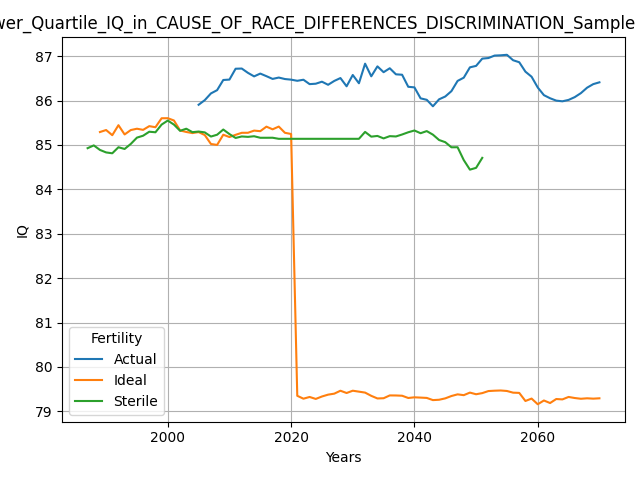 wer_Quartile_IQ_in_CAUSE_OF_RACE_DIFFERENCES_DISCRIMINATION_Sample
87
86
85
84
83
82
81
80
79
IQ
Fertility
Actual
Ideal
Sterile
2000 2020 2040 2060
Years